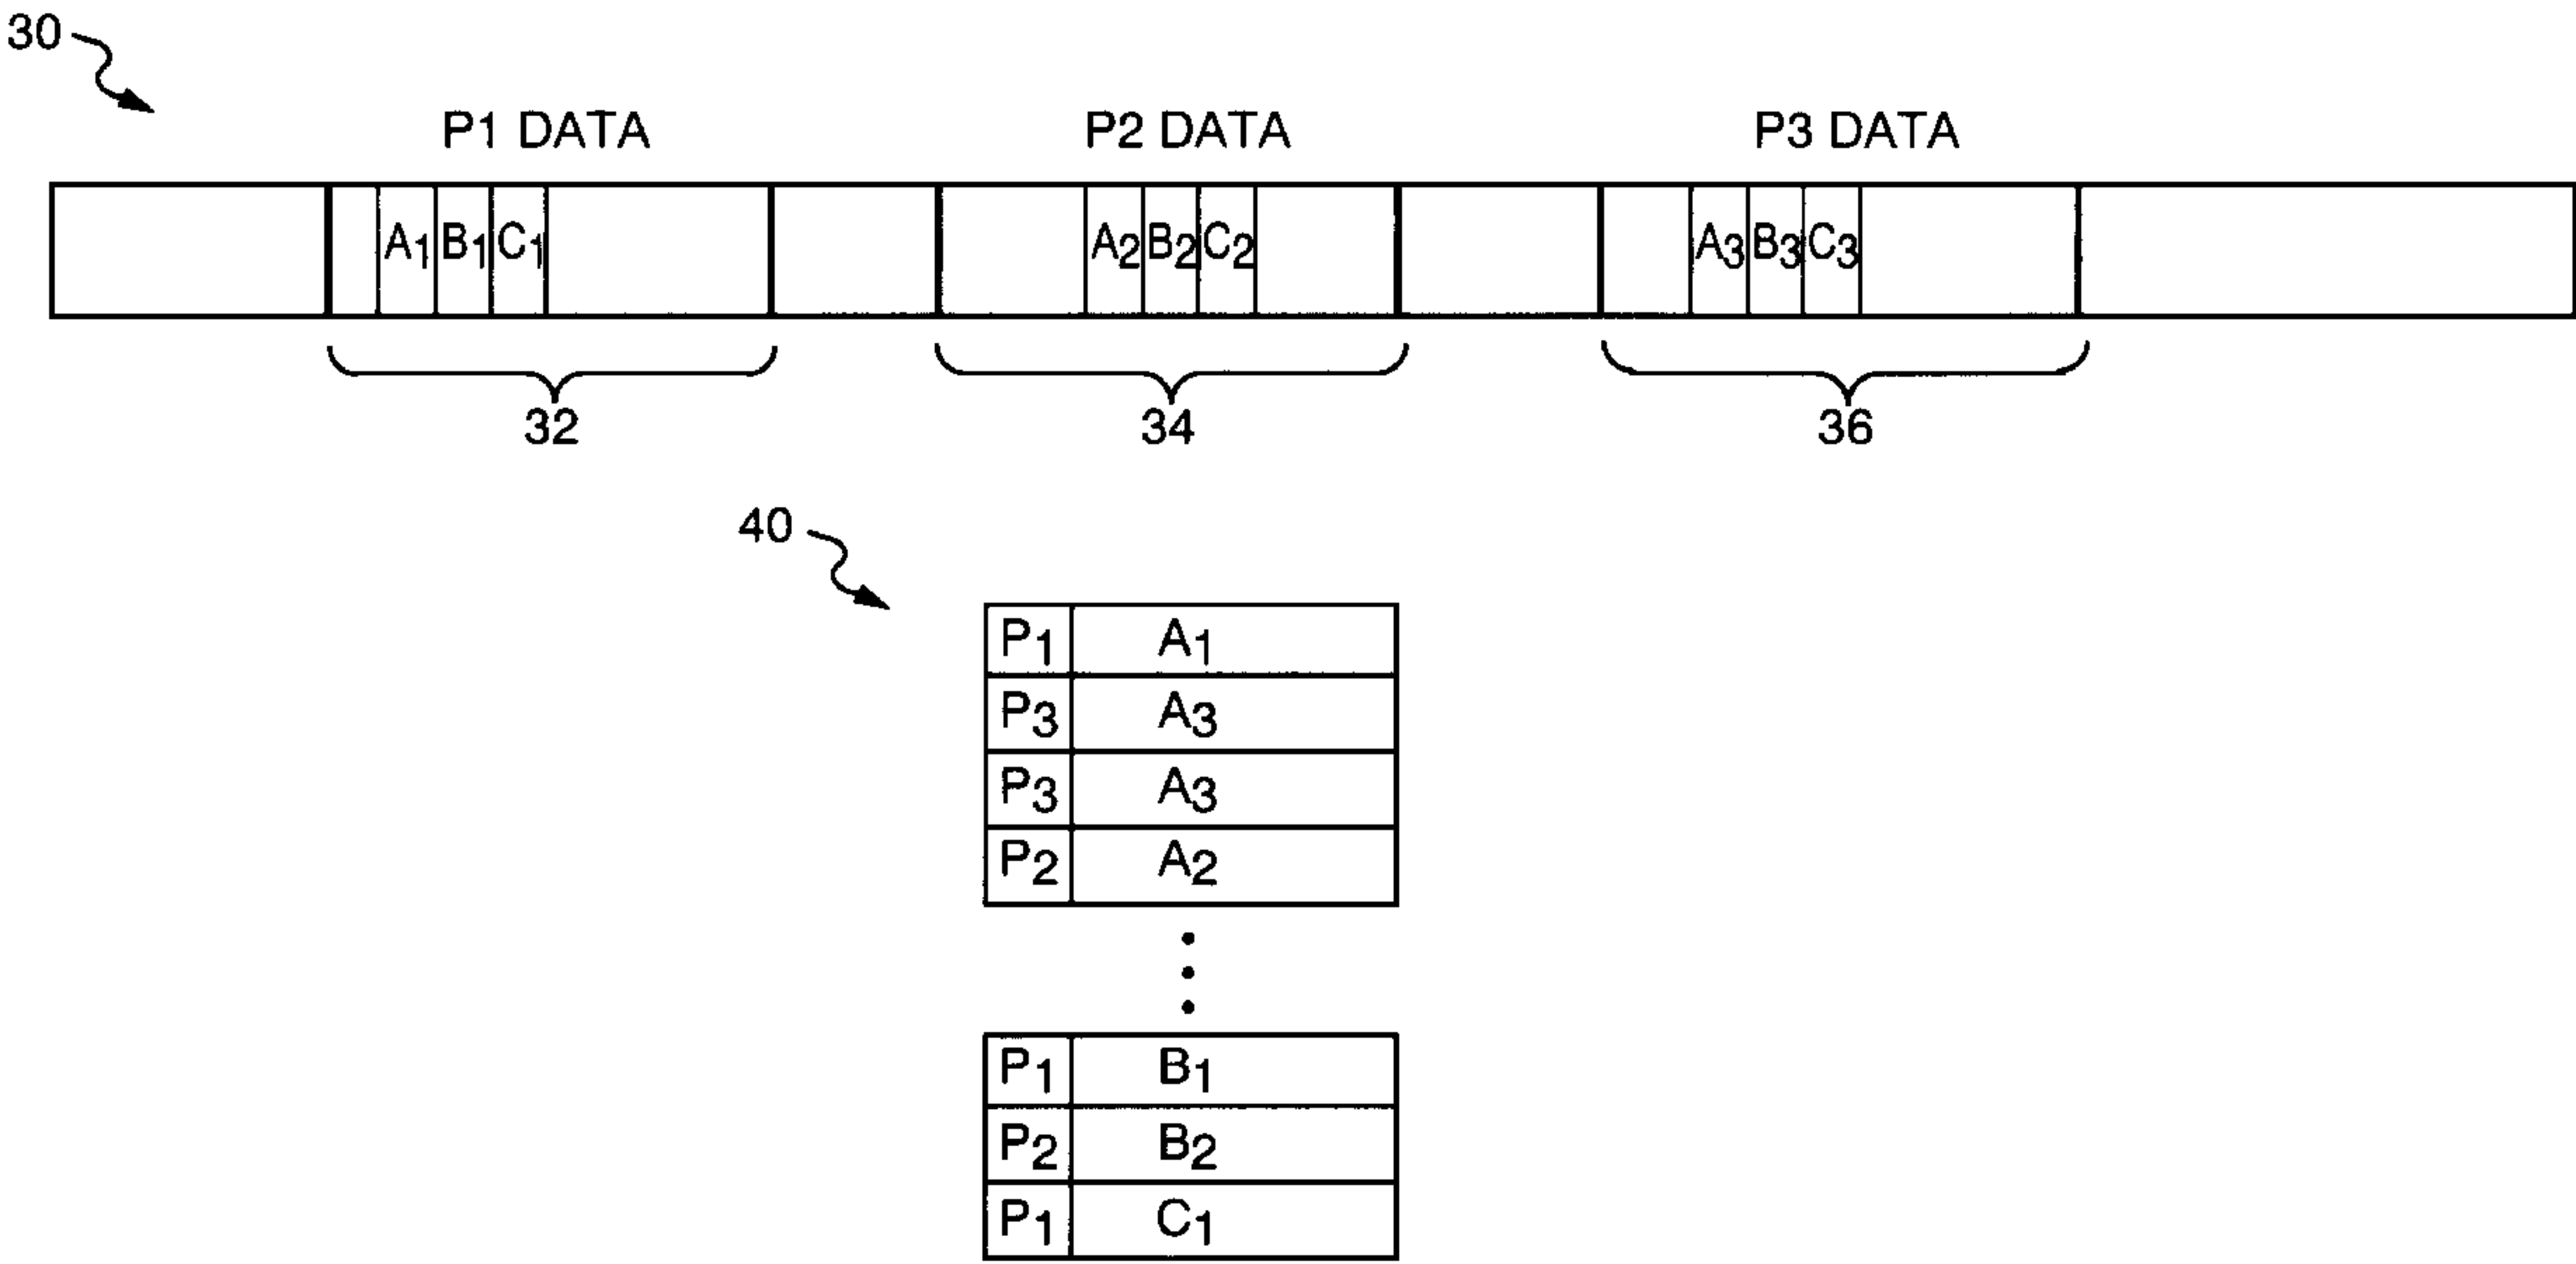 30
P1 DATA P2 DATA P3 DATA
A1 B1 C1 A2 B2 C2 A3 B3 C3
32 34 36
40
P1 A1
P3 A3
P3 A3
P2 A2
P1 B1
P2 B2
P1 C1